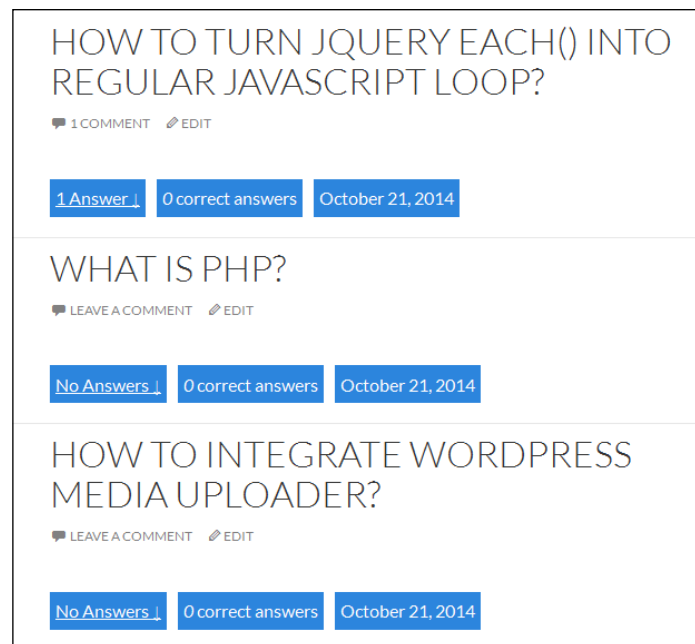 HOW TO TURN JQUERY EACH() INTO
REGULAR JAVASCRIPT LOOP?
1 COMMENT EDIT
1 Answer ↓ 0 correct answers October 21, 2014
WHAT IS PHP?
LEAVE A COMMENT EDIT
No Answers ↓ 0 correct answers October 21, 2014
HOW TO INTEGRATE WORDPRESS
MEDIA UPLOADER?
LEAVE A COMMENT EDIT
No Answers ↓ 0 correct answers October 21, 2014